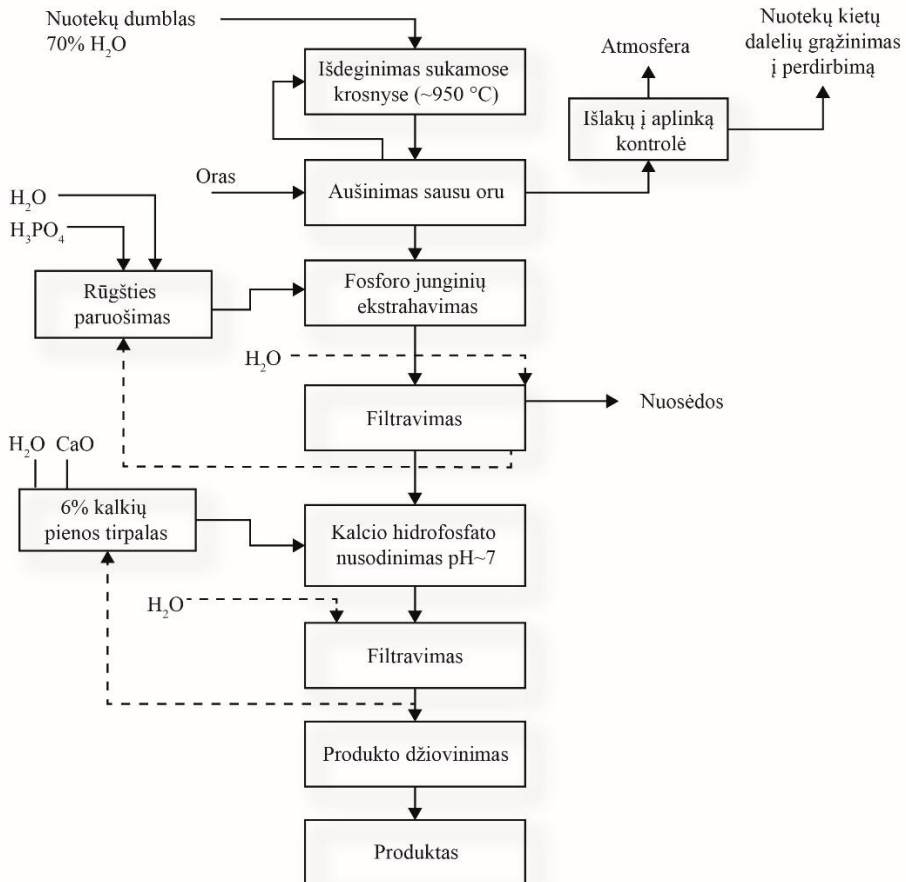 Nuotekų dumblas
70% H₂O
Išdeginimas sukamose
krosnyse (~950 °C)
Atmosfera
Nuotekų kietų
dalelių grąžinimas
į perdirbimą
Išlakų į aplinką
kontrolė
Oras
Aušinimas sausu oru
H₂O
H₃PO₄
Rūgšties
paruošimas
Fosforo junginių
ekstrahavimas
H₂O
Filtravimas
Nuosėdos
H₂O CaO
6% kalkių
pienos tirpalas
Kalcio hidrofosfato
nusodinimas pH~7
H₂O
Filtravimas
Produkto džiovinimas
Produktas